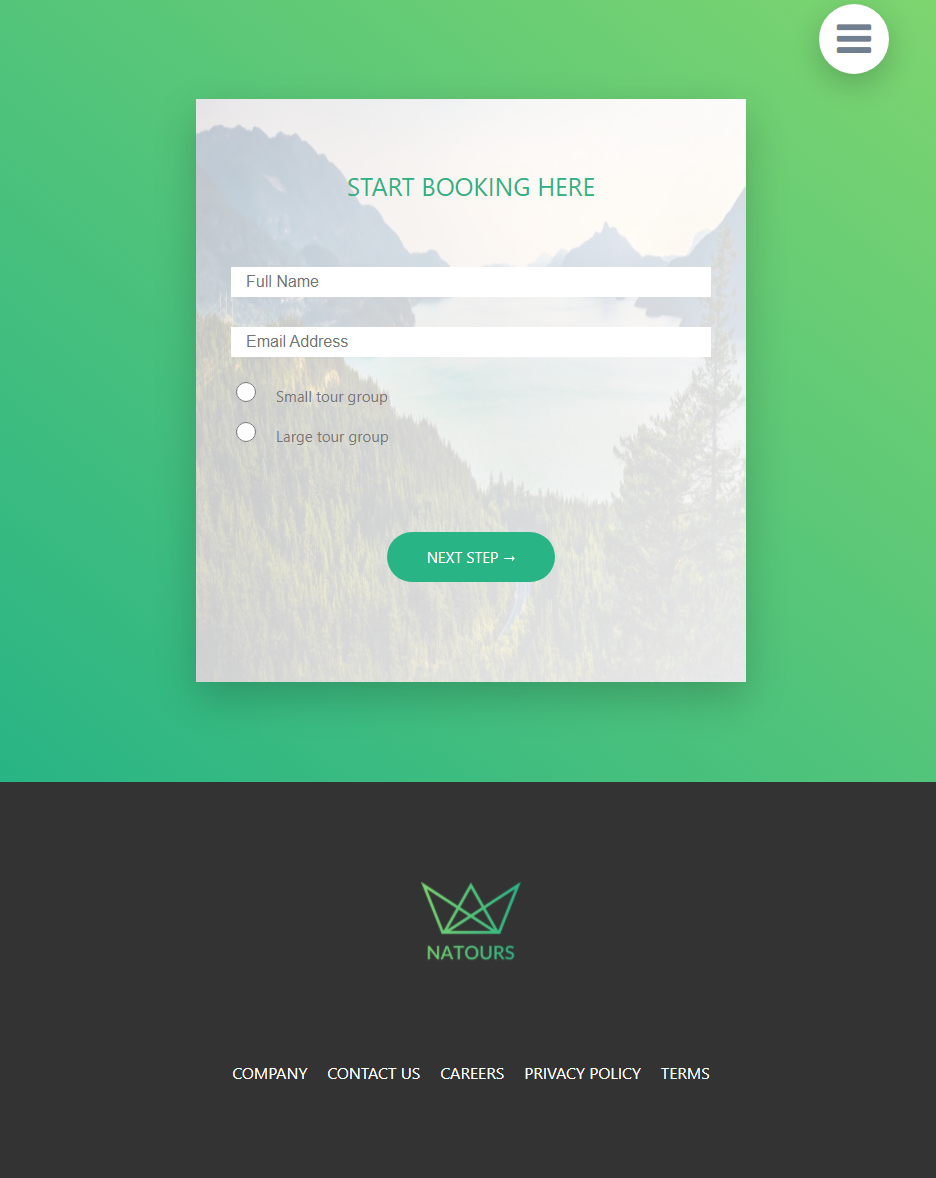 START BOOKING HERE
Full Name
Email Address
Small tour group
Large tour group
NEXT STEP →
NATOURS
COMPANY CONTACT US CAREERS PRIVACY POLICY TERMS